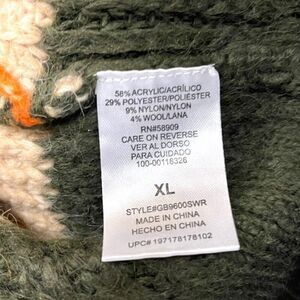 58% ACRYLIC/ACRÍLICO
29% POLYESTER/POLIÉSTER
9% NYLON/NYLON
4% WOOL/LANA
RN#58909
CARE ON REVERSE
VER AL DORSO
PARA CUIDADO
100-00118326
XL
STYLE#GB9600SWR
MADE IN CHINA
HECHO EN CHINA
UPC# 197178178102